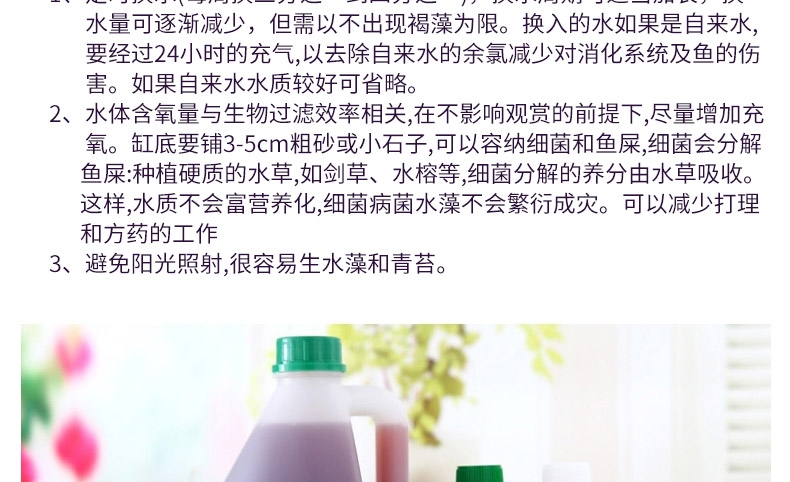 水量可逐渐减少，但需以不出现褐藻为限。换入的水如果是自来水,
要经过24小时的充气,以去除自来水的余氯减少对消化系统及鱼的伤
害。如果自来水水质较好可省略。
2、水体含氧量与生物过滤效率相关,在不影响观赏的前提下,尽量增加充
氧。缸底要铺3-5cm粗砂或小石子,可以容纳细菌和鱼屎,细菌会分解
鱼屎:种植硬质的水草,如剑草、水榕等,细菌分解的养分由水草吸收。
这样,水质不会富营养化,细菌病菌水藻不会繁衍成灾。可以减少打理
和方药的工作
3、避免阳光照射,很容易生水藻和青苔。